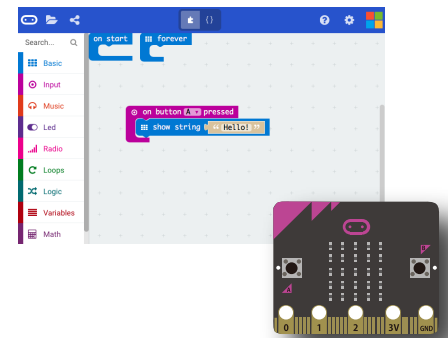 {}
Search...
on start
forever
Basic
Input
on button A pressed
Music
show string " Hello! "
Led
Radio
Loops
Logic
Variables
Math
A
0 1 2 3V GND